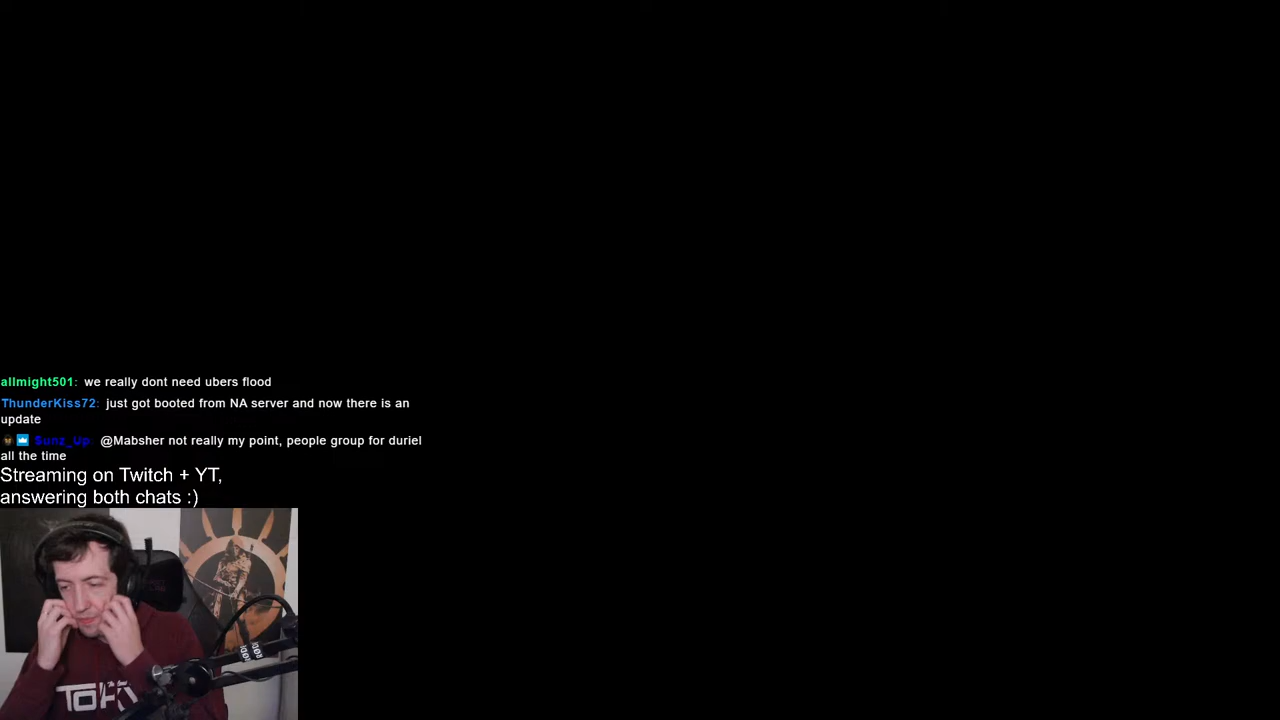 allmight501: we really dont need ubers flood
ThunderKiss72: just got booted from NA server and now there is an
update
Sunz_Up: @Mabsher not really my point, people group for duriel
all the time
Streaming on Twitch + YT,
answering both chats :)
RØDE